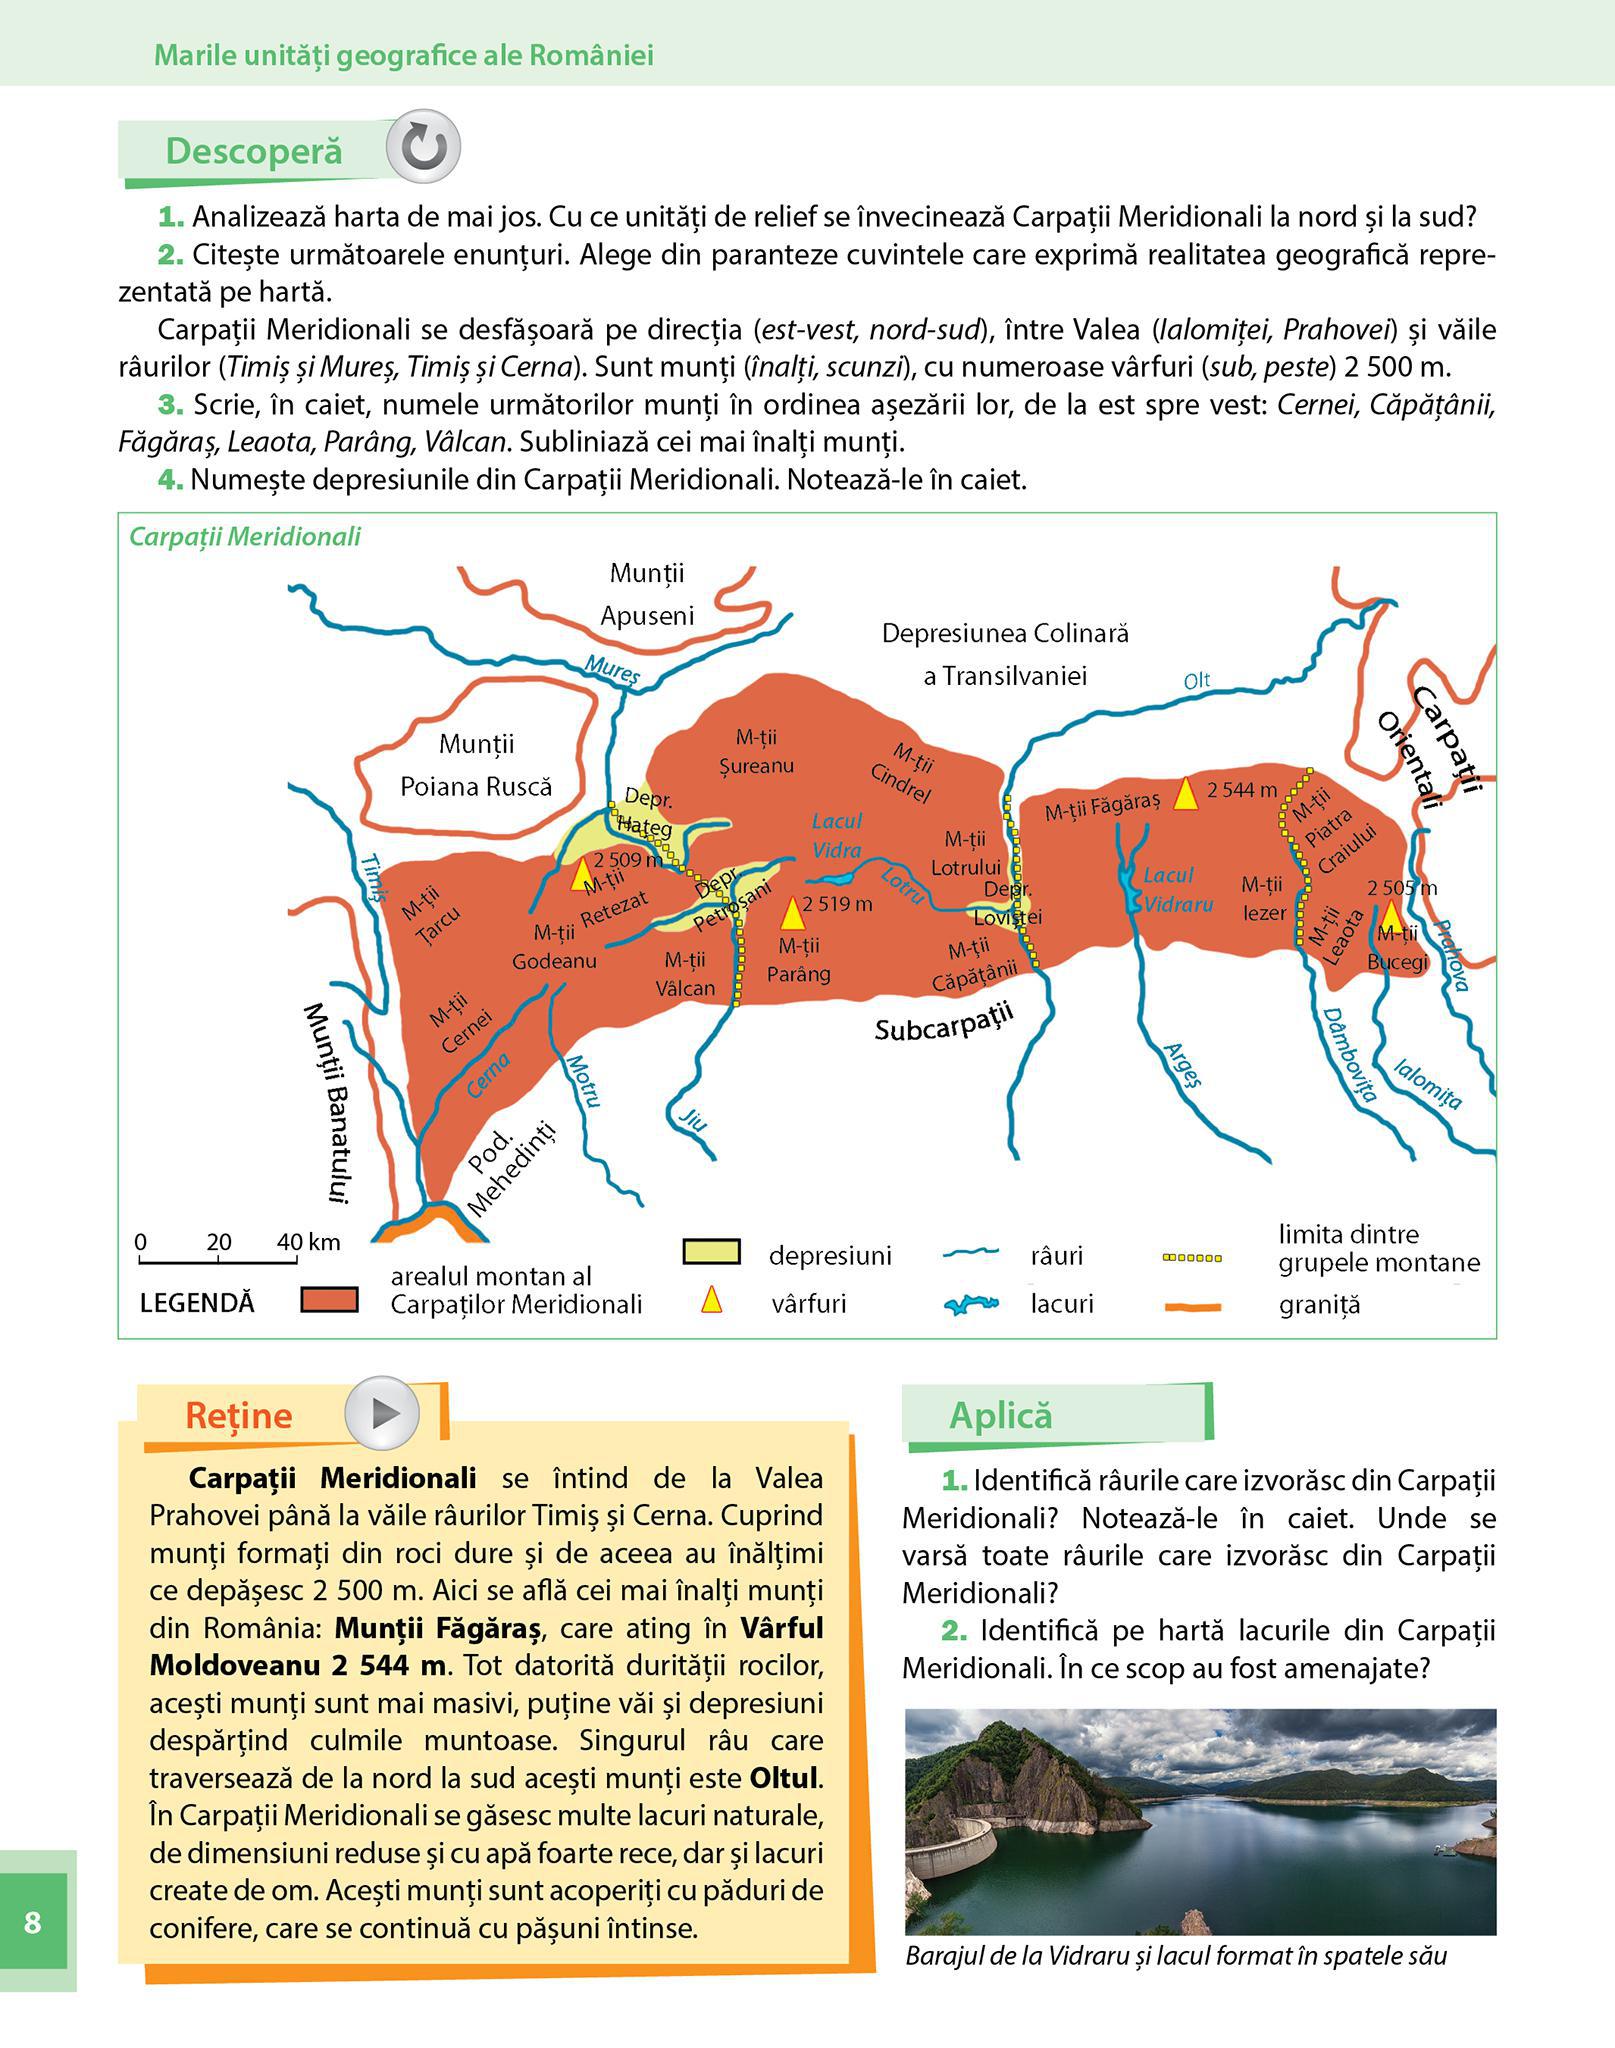 Marile unități geografice ale României
Descoperă
1. Analizează harta de mai jos. Cu ce unități de relief se învecinează Carpații Meridionali la nord și la sud?
2. Citește următoarele enunțuri. Alege din paranteze cuvintele care exprimă realitatea geografică repre-
zentată pe hartă.
Carpații Meridionali se desfășoară pe direcția (est-vest, nord-sud), între Valea (Ialomiței, Prahovei) și văile
râurilor (Timiș și Mureș, Timiș și Cerna). Sunt munți (înalți, scunzi), cu numeroase vârfuri (sub, peste) 2 500 m.
3. Scrie, în caiet, numele următorilor munți în ordinea așezării lor, de la est spre vest: Cernei, Căpățânii,
Făgăraș, Leaota, Parâng, Vâlcan. Subliniază cei mai înalți munți.
4. Numește depresiunile din Carpații Meridionali. Notează-le în caiet.
Carpații Meridionali
Munții
Apuseni
Depresiunea Colinară
a Transilvaniei
Mureș
Olt
Carpații
Orientali
Munții
Poiana Ruscă
M-ții
Șureanu
M-ții
Cindrel
Depr.
Hațeg
2 509 m
M-ții
Retezat
Timiș
M-ții
Țarcu
M-ții
Godeanu
Depr.
Petroșani
Lacul
Vidra
Lotru
2 519 m
M-ții
Parâng
M-ții
Vâlcan
M-ții
Lotrului
Depr.
Loviștei
M-ții
Căpățânii
M-ții Făgăraș
2 544 m
Lacul
Vidraru
M-ții
Iezer
M-ții
Piatra
Craiului
M-ții
Leaota
2 505 m
M-ții
Bucegi
Prahova
M-ții
Cernei
Cerna
Motru
Munții Banatului
Pod.
Mehedinți
Jiu
Subcarpații
Argeș
Dâmbovița
Ialomița
0 20 40 km
LEGENDĂ
arealul montan al
Carpaților Meridionali
depresiuni
vârfuri
râuri
lacuri
limita dintre
grupele montane
graniță
Reține
Carpații Meridionali se întind de la Valea
Prahovei până la văile râurilor Timiș și Cerna. Cuprind
munți formați din roci dure și de aceea au înălțimi
ce depășesc 2 500 m. Aici se află cei mai înalți munți
din România: Munții Făgăraș, care ating în Vârful
Moldoveanu 2 544 m. Tot datorită durității rocilor,
acești munți sunt mai masivi, puține văi și depresiuni
despărțind culmile muntoase. Singurul râu care
traversează de la nord la sud acești munți este Oltul.
În Carpații Meridionali se găsesc multe lacuri naturale,
de dimensiuni reduse și cu apă foarte rece, dar și lacuri
create de om. Acești munți sunt acoperiți cu păduri de
conifere, care se continuă cu pășuni întinse.
Aplică
1. Identifică râurile care izvorăsc din Carpații
Meridionali? Notează-le în caiet. Unde se
varsă toate râurile care izvorăsc din Carpații
Meridionali?
2. Identifică pe hartă lacurile din Carpații
Meridionali. În ce scop au fost amenajate?
Barajul de la Vidraru și lacul format în spatele său
8